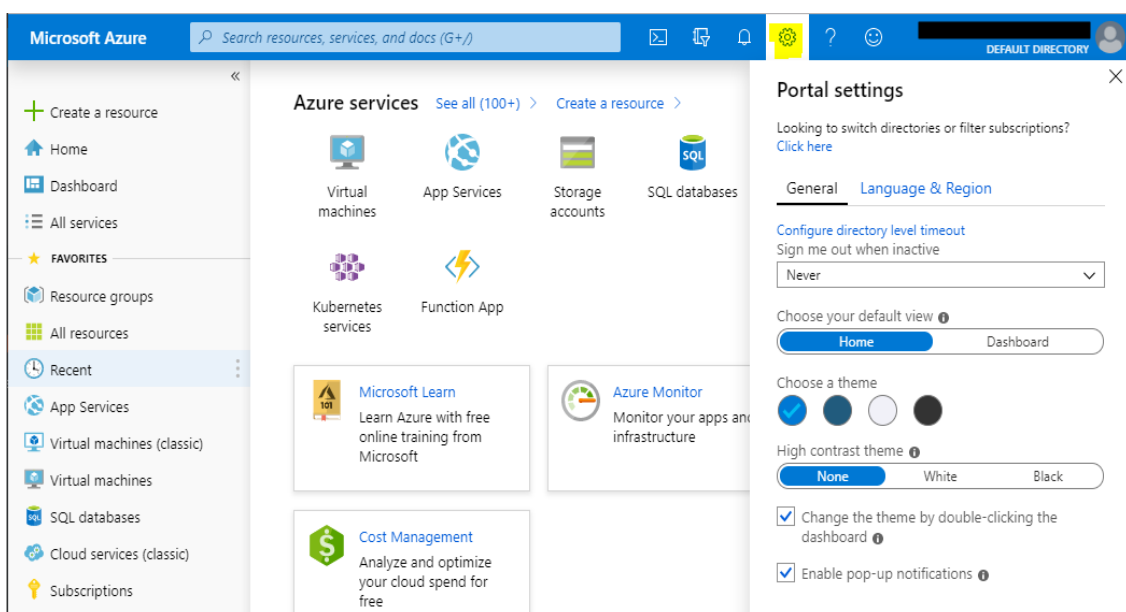 Microsoft Azure
Search resources, services, and docs (G+/)
?
DEFAULT DIRECTORY
«
Create a resource
Home
Dashboard
All services
FAVORITES
Resource groups
All resources
Recent
App Services
Virtual machines (classic)
Virtual machines
SQL databases
Cloud services (classic)
Subscriptions
Azure services
See all (100+) >
Create a resource >
Virtual
machines
App Services
Storage
accounts
SQL
SQL databases
Kubernetes
services
Function App
101
Microsoft Learn
Learn Azure with free
online training from
Microsoft
Azure Monitor
Monitor your apps and
infrastructure
$
Cost Management
Analyze and optimize
your cloud spend for
free
Portal settings
Looking to switch directories or filter subscriptions?
Click here
General
Language & Region
Configure directory level timeout
Sign me out when inactive
Never
Choose your default view
Home
Dashboard
Choose a theme
High contrast theme
None
White
Black
Change the theme by double-clicking the
dashboard
Enable pop-up notifications